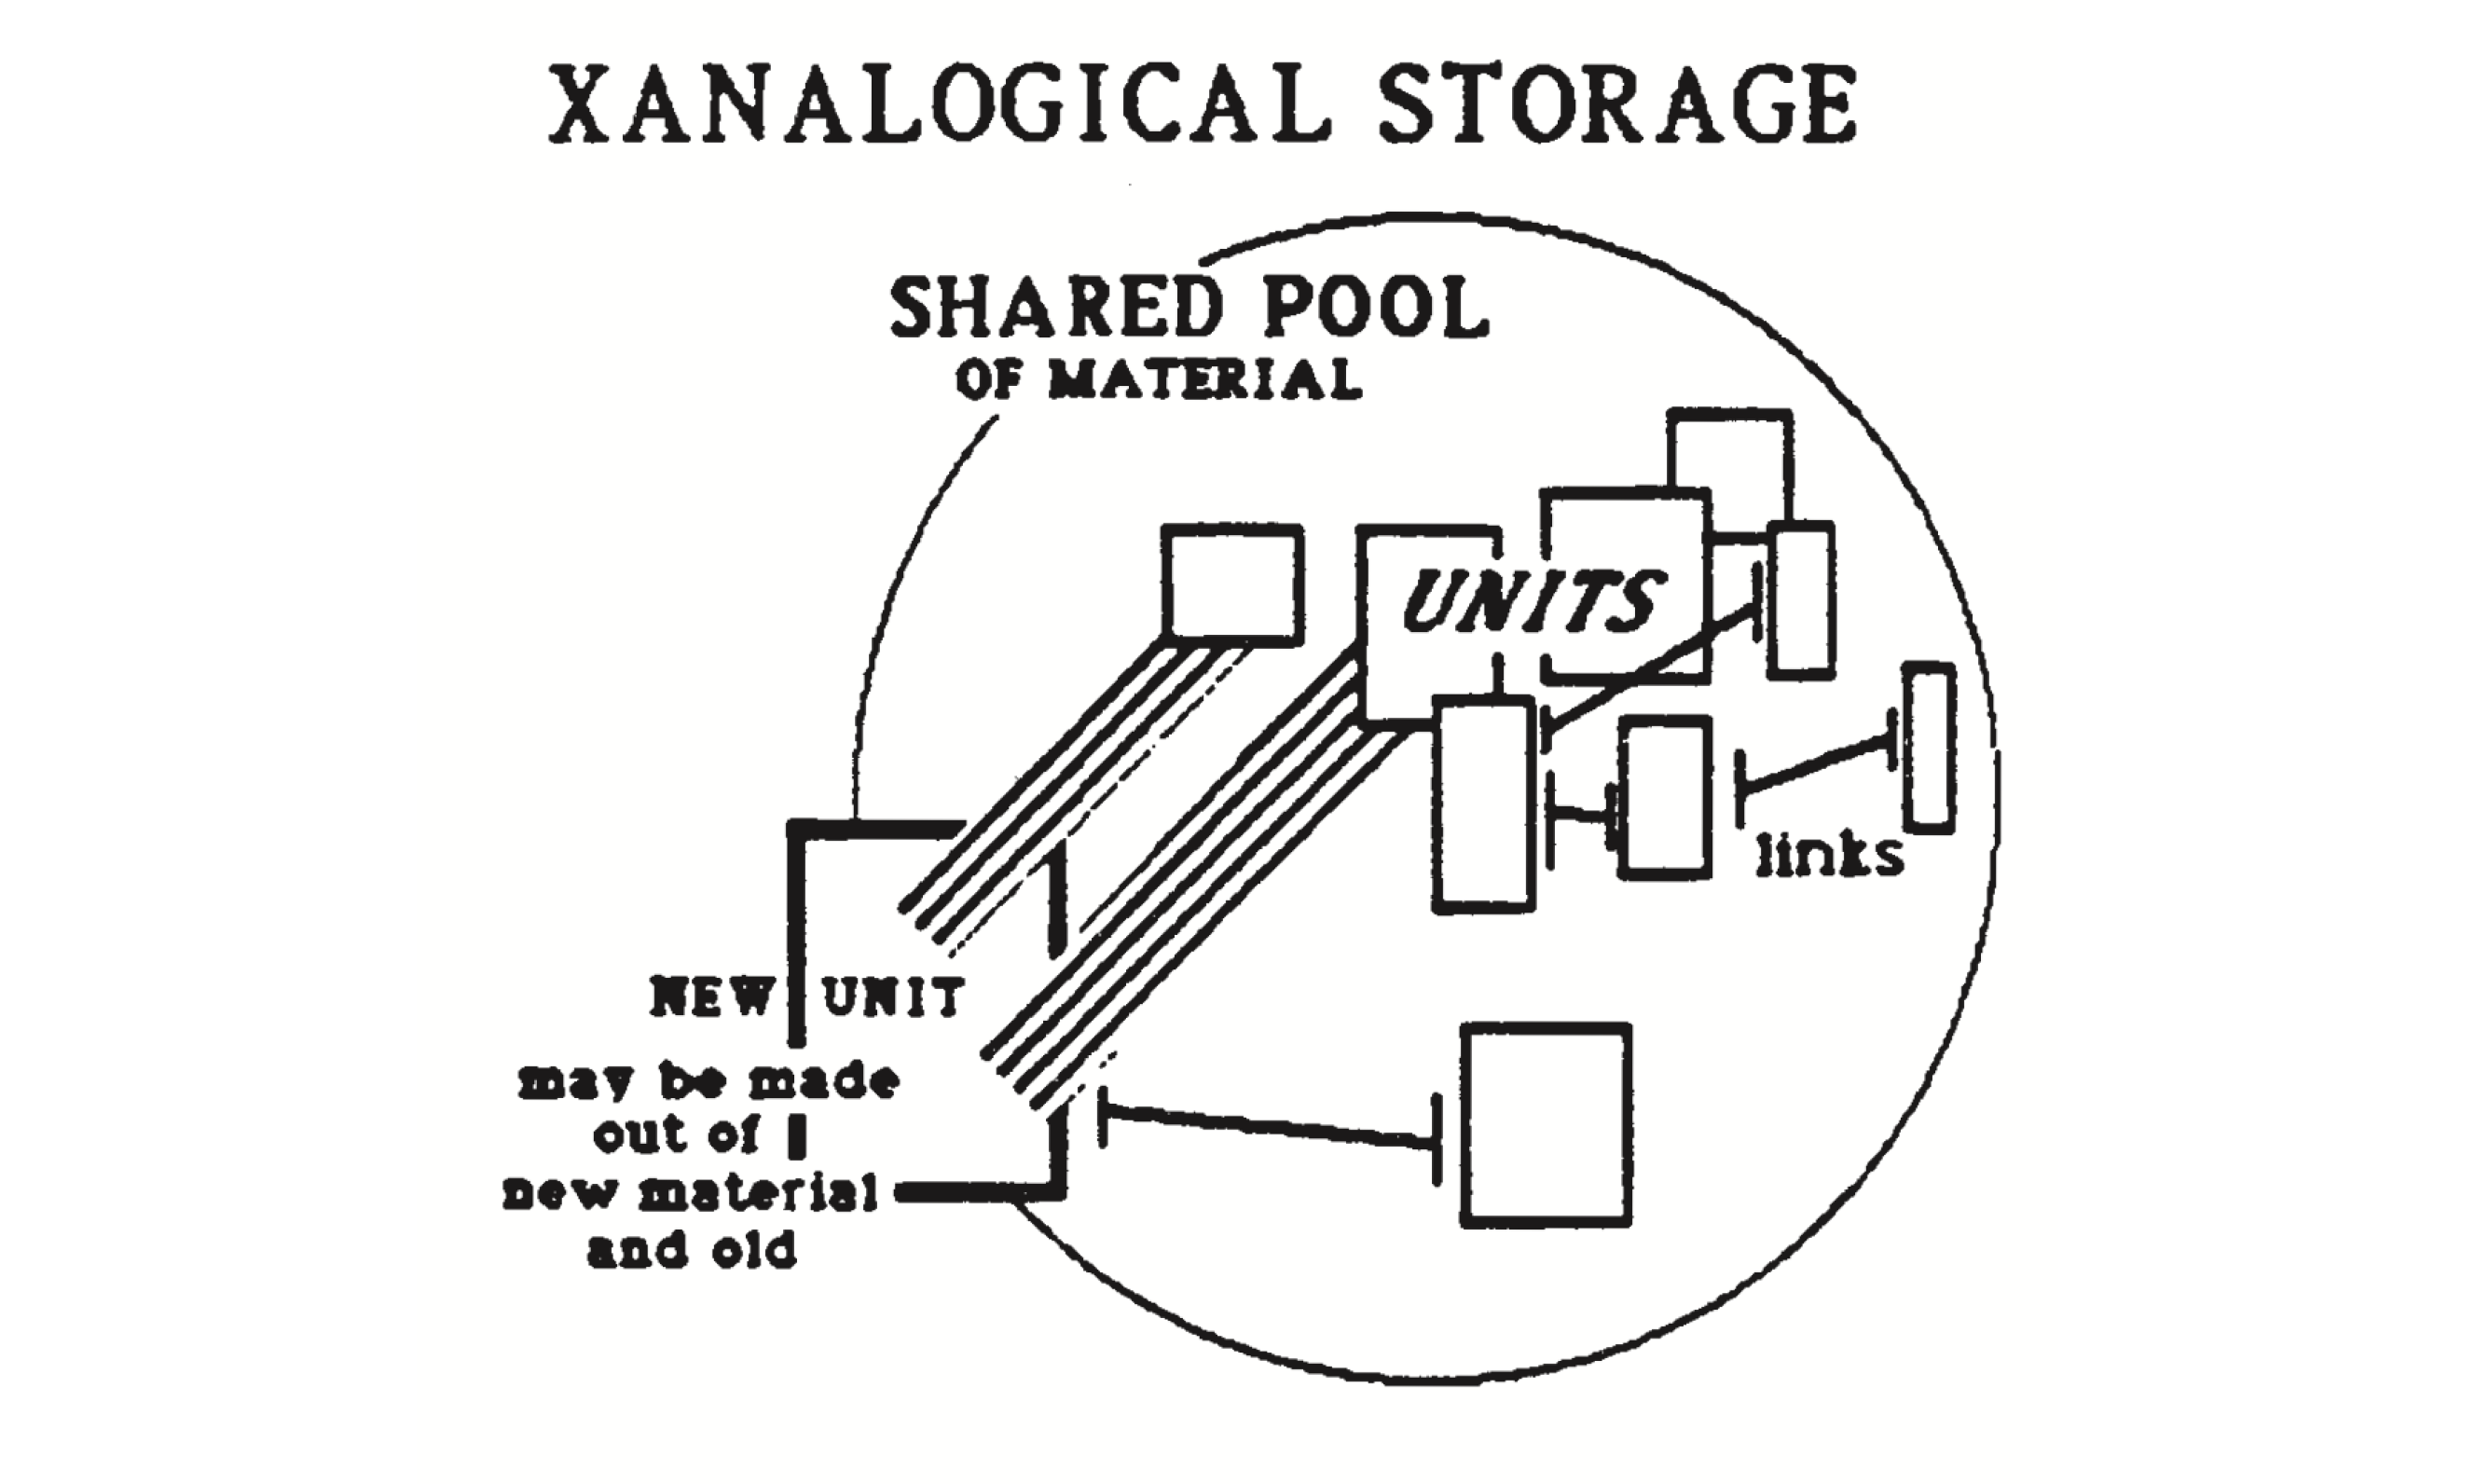 XANALOGICAL STORAGE
SHARED POOL
OF MATERIAL
UNITS
links
NEW UNIT
may be made
out of
new material
and old